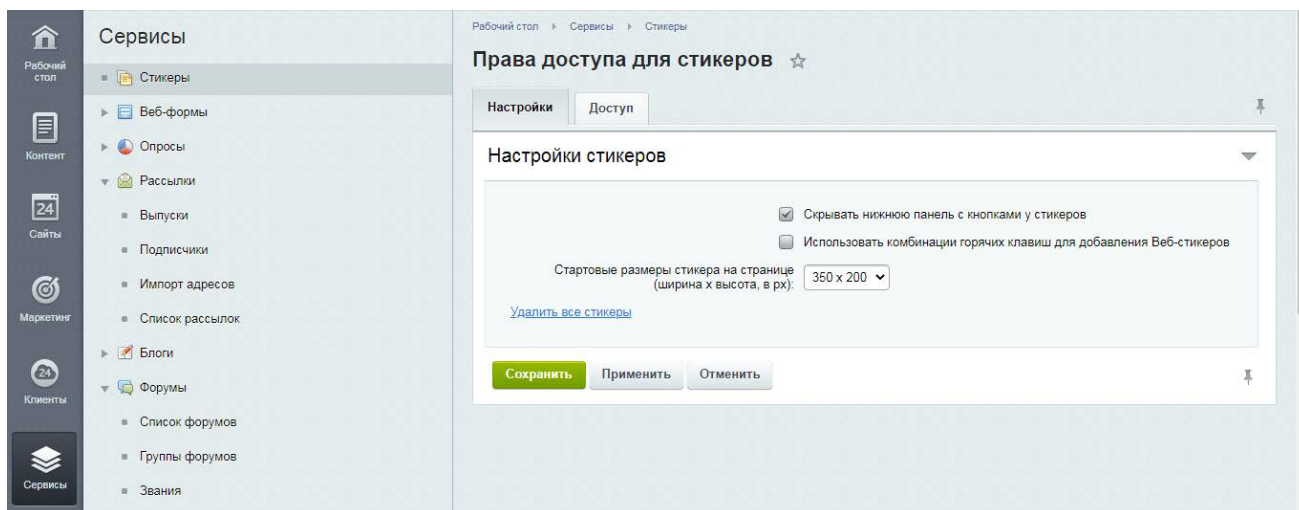 Рабочий
стол
Контент
24
Сайты
Маркетинг
24
Клиенты
Сервисы
Сервисы
Стикеры
Веб-формы
Опросы
Рассылки
Выпуски
Подписчики
Импорт адресов
Список рассылок
Блоги
Форумы
Список форумов
Группы форумов
Звания
Рабочий стол Сервисы Стикеры
Права доступа для стикеров
Настройки Доступ
Настройки стикеров
Скрывать нижнюю панель с кнопками у стикеров
Использовать комбинации горячих клавиш для добавления Веб-стикеров
Стартовые размеры стикера на странице
(ширина x высота, в px): 350 x 200
Удалить все стикеры
Сохранить Применить Отменить